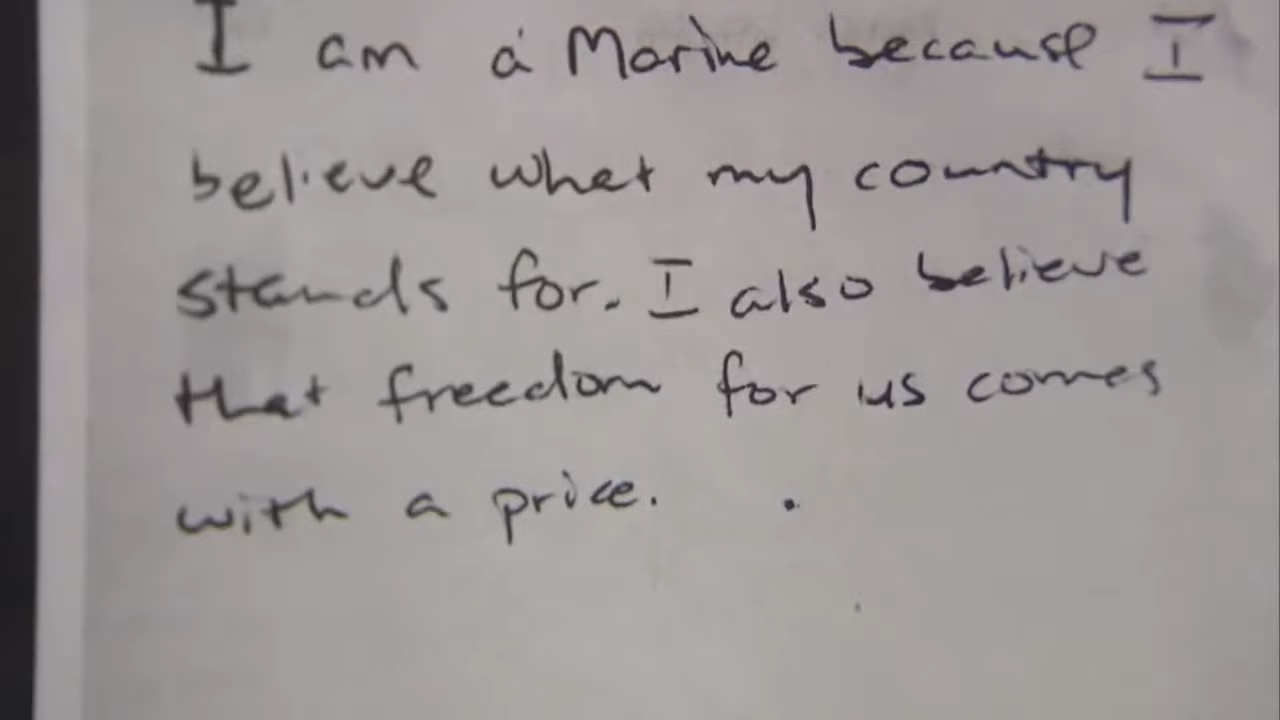 I am a Marine because I
believe what my country
stands for. I also believe
that freedom for us comes
with a price.